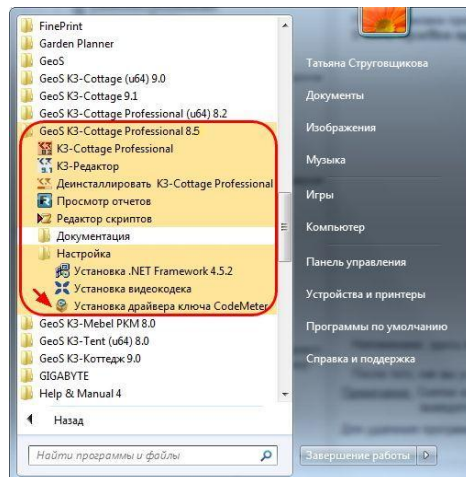 FinePrint
Garden Planner
GeoS
GeoS K3-Cottage (u64) 9.0
GeoS K3-Cottage 9.1
GeoS K3-Cottage Professional (u64) 8.2
GeoS K3-Cottage Professional 8.5
K3-Cottage Professional
К3-Редактор
Деинсталлировать K3-Cottage Professional
Просмотр отчетов
Редактор скриптов
Документация
Настройка
Установка .NET Framework 4.5.2
Установка видеокодека
Установка драйвера ключа CodeMeter
GeoS K3-Mebel PKM 8.0
GeoS K3-Tent (u64) 8.0
GeoS K3-Коттедж 9.0
GIGABYTE
Help & Manual 4
Назад
Найти программы и файлы
Татьяна Струговщикова
Документы
Изображения
Музыка
Игры
Компьютер
Панель управления
Устройства и принтеры
Программы по умолчанию
Справка и поддержка
Завершение работы